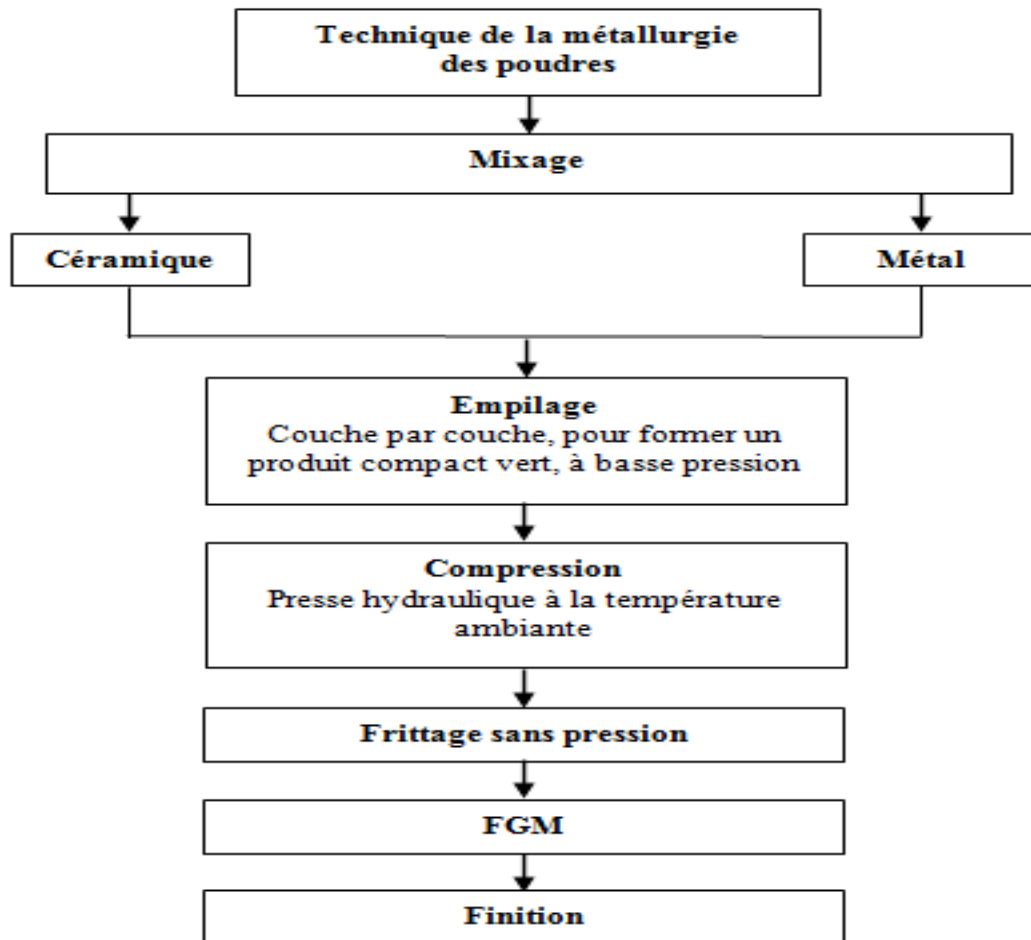 Technique de la métallurgie
des poudres
Mixage
Céramique
Métal
Empilage
Couche par couche, pour former un
produit compact vert, à basse pression
Compression
Presse hydraulique à la température
ambiante
Frittage sans pression
FGM
Finition